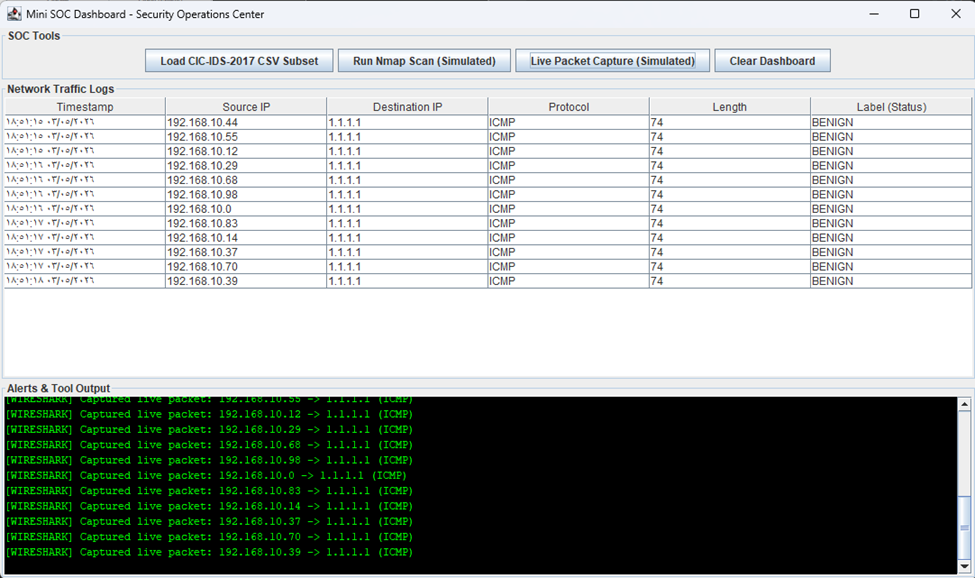 Mini SOC Dashboard - Security Operations Center
SOC Tools
Load CIC-IDS-2017 CSV Subset Run Nmap Scan (Simulated) Live Packet Capture (Simulated) Clear Dashboard
Network Traffic Logs
Timestamp Source IP Destination IP Protocol Length Label (Status)
١٨:٥١:١٥ ٠٣/٠٥/٢٠٢٦ 192.168.10.44 1.1.1.1 ICMP 74 BENIGN
١٨:٥١:١٥ ٠٣/٠٥/٢٠٢٦ 192.168.10.55 1.1.1.1 ICMP 74 BENIGN
١٨:٥١:١٥ ٠٣/٠٥/٢٠٢٦ 192.168.10.12 1.1.1.1 ICMP 74 BENIGN
١٨:٥١:١٦ ٠٣/٠٥/٢٠٢٦ 192.168.10.29 1.1.1.1 ICMP 74 BENIGN
١٨:٥١:١٦ ٠٣/٠٥/٢٠٢٦ 192.168.10.68 1.1.1.1 ICMP 74 BENIGN
١٨:٥١:١٦ ٠٣/٠٥/٢٠٢٦ 192.168.10.98 1.1.1.1 ICMP 74 BENIGN
١٨:٥١:١٦ ٠٣/٠٥/٢٠٢٦ 192.168.10.0 1.1.1.1 ICMP 74 BENIGN
١٨:٥١:١٧ ٠٣/٠٥/٢٠٢٦ 192.168.10.83 1.1.1.1 ICMP 74 BENIGN
١٨:٥١:١٧ ٠٣/٠٥/٢٠٢٦ 192.168.10.14 1.1.1.1 ICMP 74 BENIGN
١٨:٥١:١٧ ٠٣/٠٥/٢٠٢٦ 192.168.10.37 1.1.1.1 ICMP 74 BENIGN
١٨:٥١:١٧ ٠٣/٠٥/٢٠٢٦ 192.168.10.70 1.1.1.1 ICMP 74 BENIGN
١٨:٥١:١٨ ٠٣/٠٥/٢٠٢٦ 192.168.10.39 1.1.1.1 ICMP 74 BENIGN
Alerts & Tool Output
[WIRESHARK] Captured live packet: 192.168.10.55 -> 1.1.1.1 (ICMP)
[WIRESHARK] Captured live packet: 192.168.10.12 -> 1.1.1.1 (ICMP)
[WIRESHARK] Captured live packet: 192.168.10.29 -> 1.1.1.1 (ICMP)
[WIRESHARK] Captured live packet: 192.168.10.68 -> 1.1.1.1 (ICMP)
[WIRESHARK] Captured live packet: 192.168.10.98 -> 1.1.1.1 (ICMP)
[WIRESHARK] Captured live packet: 192.168.10.0 -> 1.1.1.1 (ICMP)
[WIRESHARK] Captured live packet: 192.168.10.83 -> 1.1.1.1 (ICMP)
[WIRESHARK] Captured live packet: 192.168.10.14 -> 1.1.1.1 (ICMP)
[WIRESHARK] Captured live packet: 192.168.10.37 -> 1.1.1.1 (ICMP)
[WIRESHARK] Captured live packet: 192.168.10.70 -> 1.1.1.1 (ICMP)
[WIRESHARK] Captured live packet: 192.168.10.39 -> 1.1.1.1 (ICMP)